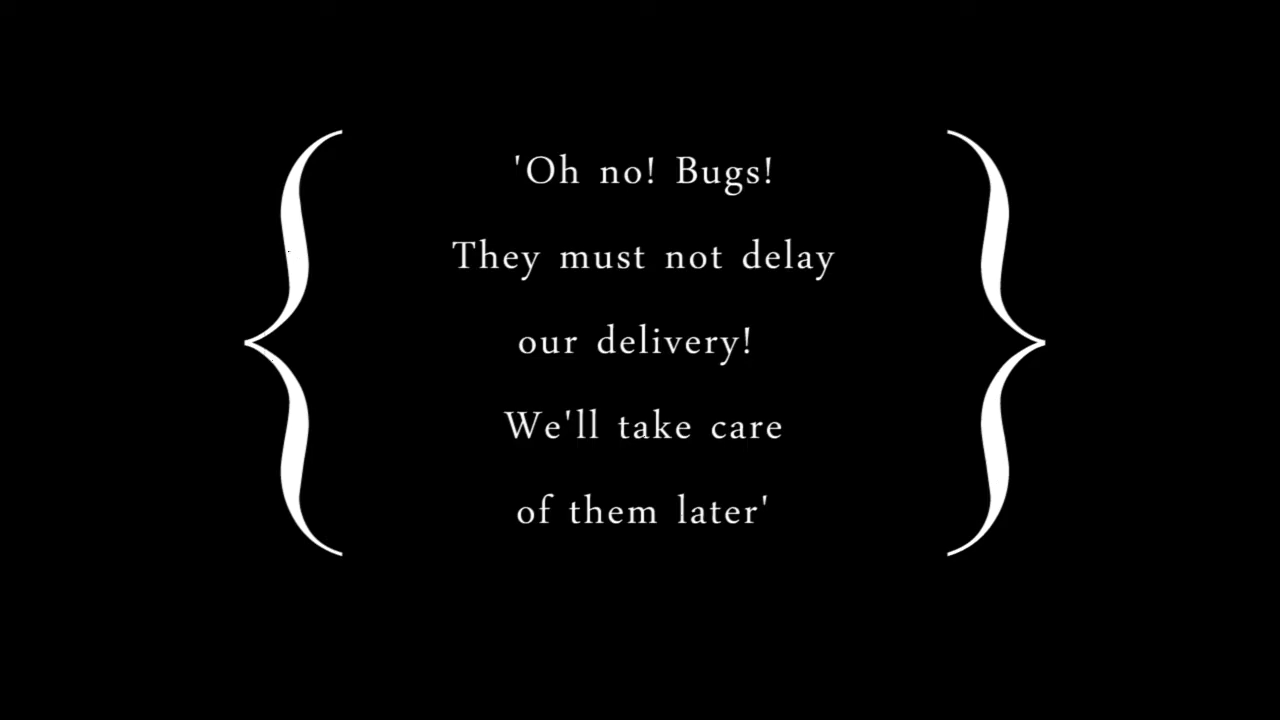 'Oh no! Bugs!
They must not delay
our delivery!
We'll take care
of them later'